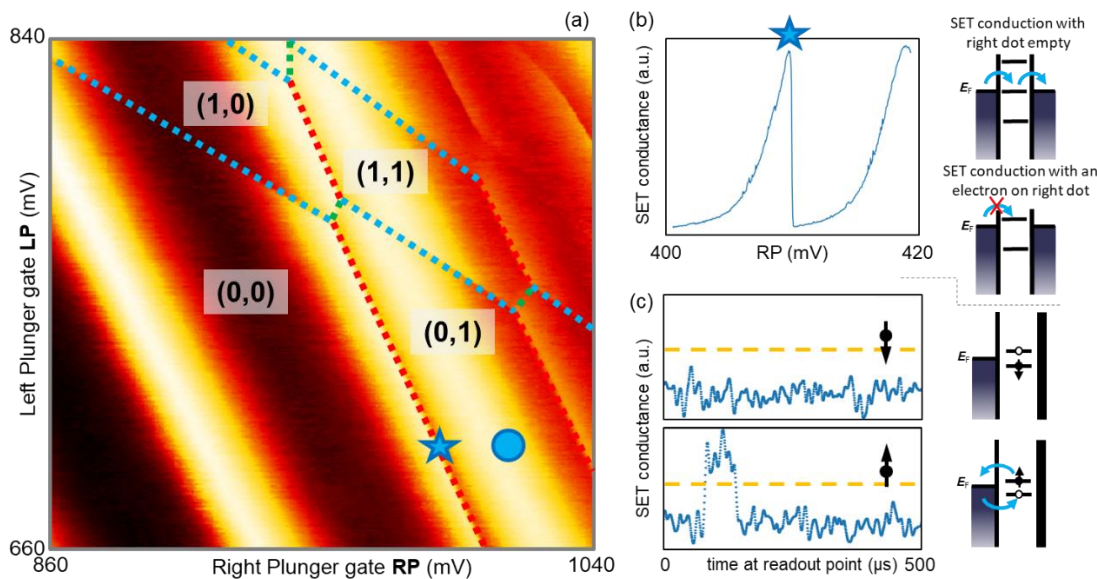 (a)
840
(1,0)
(1,1)
(0,0)
(0,1)
Left Plunger gate LP (mV)
660
860
Right Plunger gate RP (mV)
1040
(b)
SET conductance (a.u.)
400
RP (mV)
420
SET conduction with
right dot empty
EF
SET conduction with an
electron on right dot
EF
(c)
SET conductance (a.u.)
SET conductance (a.u.)
0
time at readout point (µs)
500
EF
EF